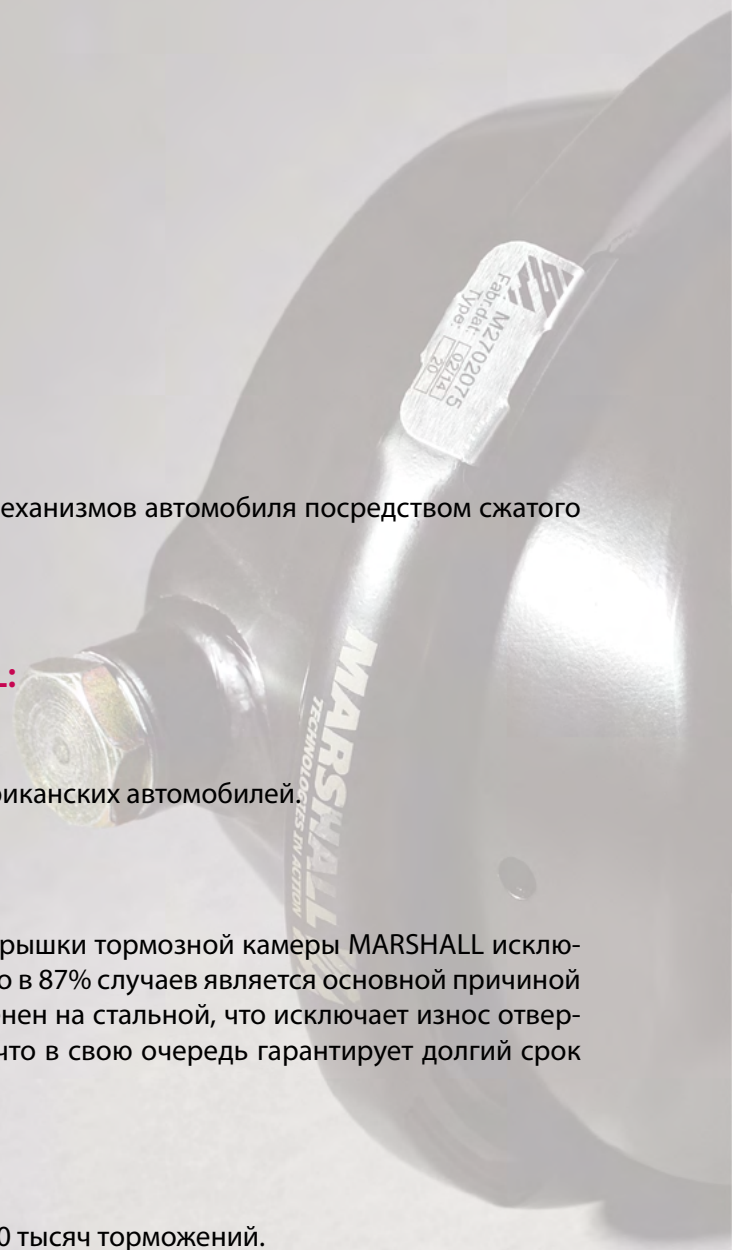 M2702075
Fabr.dat: 02/14
Type: 20
еханизмов автомобиля посредством сжатого
MARSHALL
TECHNOLOGIES IN ACTION
L:
риканских автомобилей.
рышки тормозной камеры MARSHALL исклю-
о в 87% случаев является основной причиной
нен на стальной, что исключает износ отвер-
что в свою очередь гарантирует долгий срок
0 тысяч торможений.